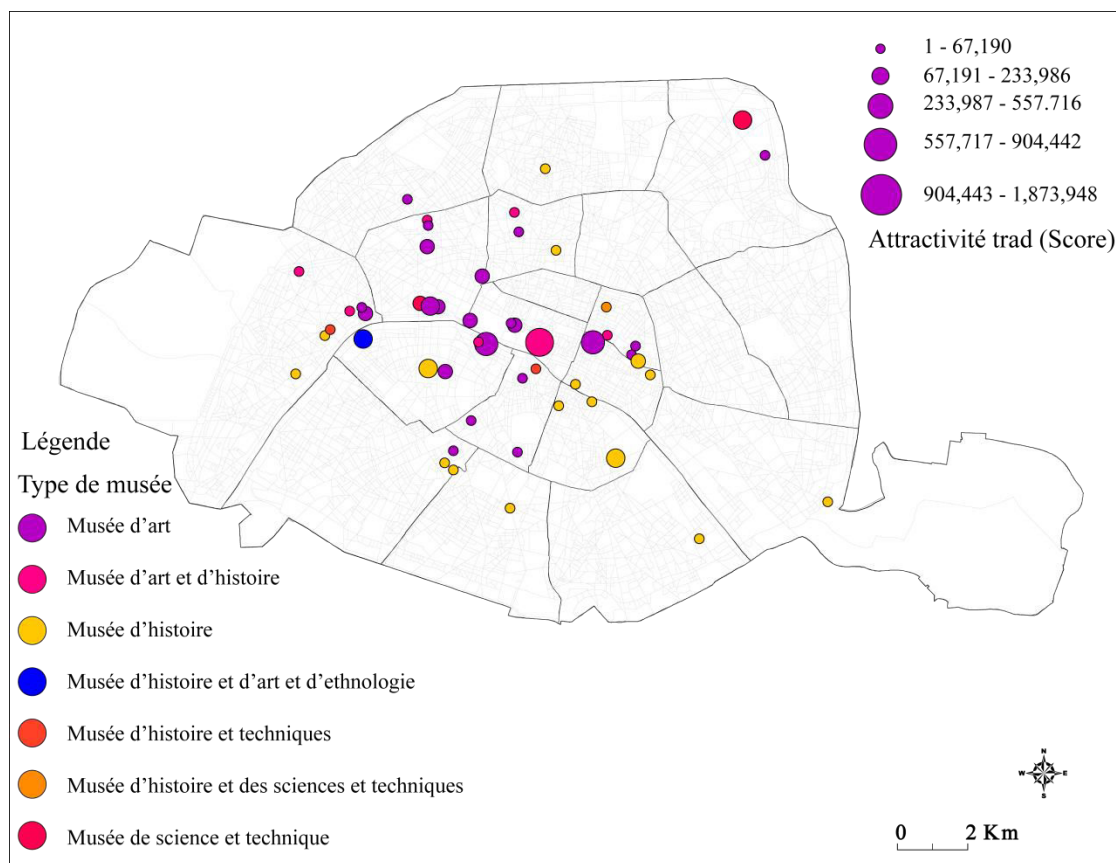 1 - 67,190
67,191 - 233,986
233,987 - 557.716
557,717 - 904,442
904,443 - 1,873,948
Attractivité trad (Score)
Légende
Type de musée
Musée d'art
Musée d'art et d'histoire
Musée d'histoire
Musée d'histoire et d'art et d'ethnologie
Musée d'histoire et techniques
Musée d'histoire et des sciences et techniques
Musée de science et technique
N
W E
S
0 2 Km